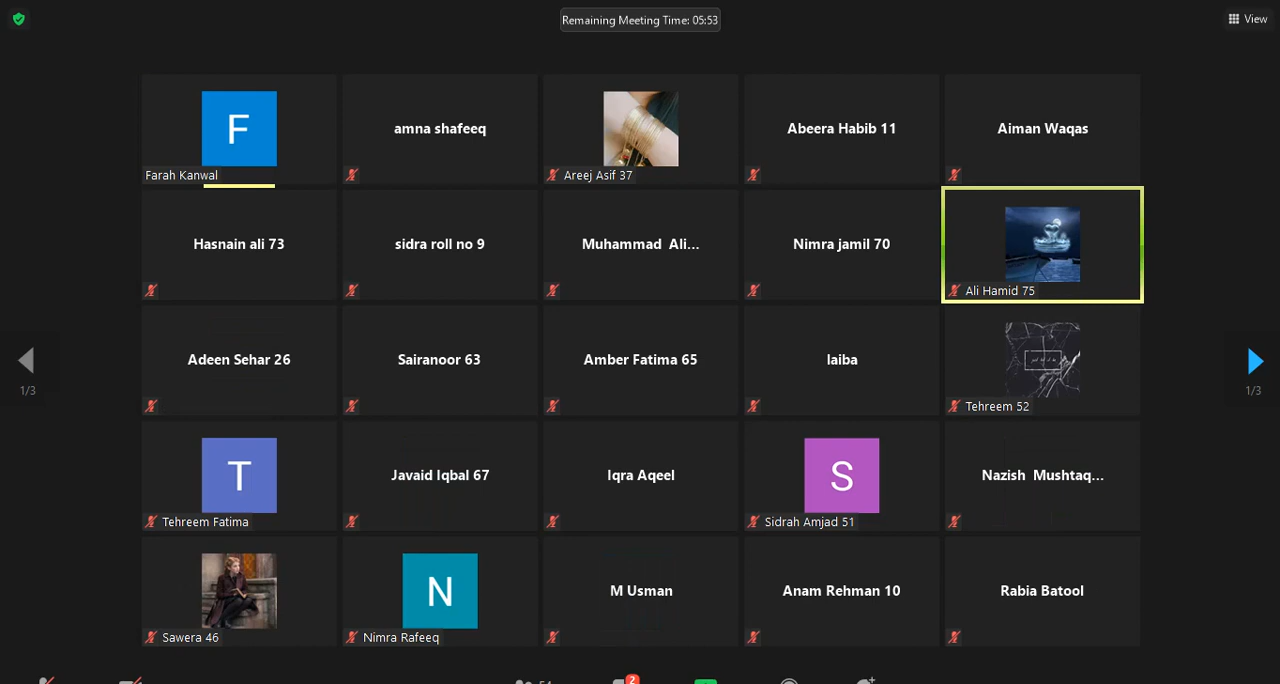 Remaining Meeting Time: 05:53
View
F
Farah Kanwal
amna shafeeq
Areej Asif 37
Abeera Habib 11
Aiman Waqas
Hasnain ali 73
sidra roll no 9
Muhammad Ali...
Nimra jamil 70
Ali Hamid 75
Adeen Sehar 26
Sairanoor 63
Amber Fatima 65
laiba
Tehreem 52
1/3
1/3
T
Tehreem Fatima
Javaid Iqbal 67
Iqra Aqeel
S
Sidrah Amjad 51
Nazish Mushtaq...
Sawera 46
N
Nimra Rafeeq
M Usman
Anam Rehman 10
Rabia Batool
2